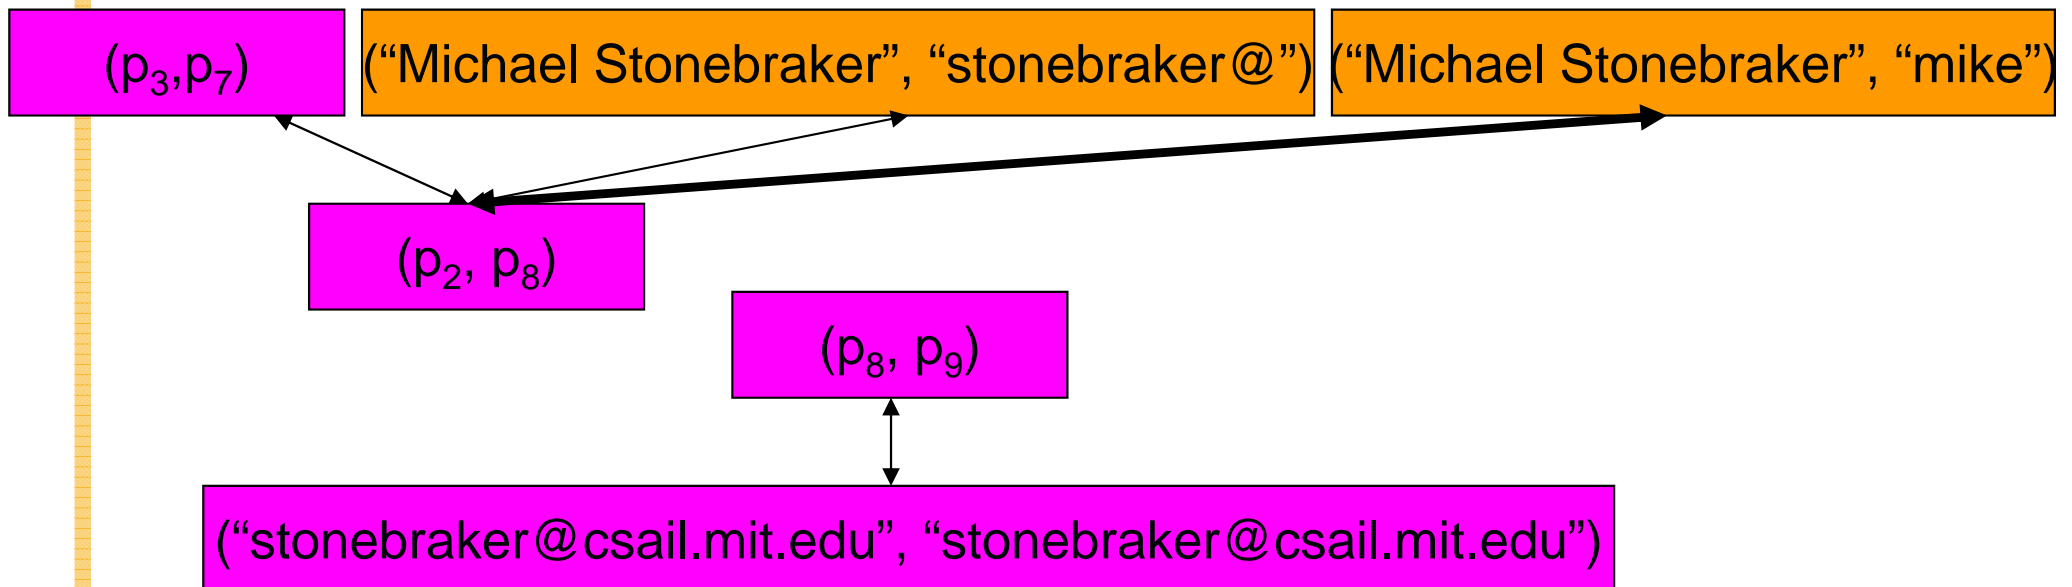 (p₃,p₇) (“Michael Stonebraker”, “stonebraker@”) (“Michael Stonebraker”, “mike”)
(p₂, p₈)
(p₈, p₉)
(“stonebraker@csail.mit.edu”, “stonebraker@csail.mit.edu”)